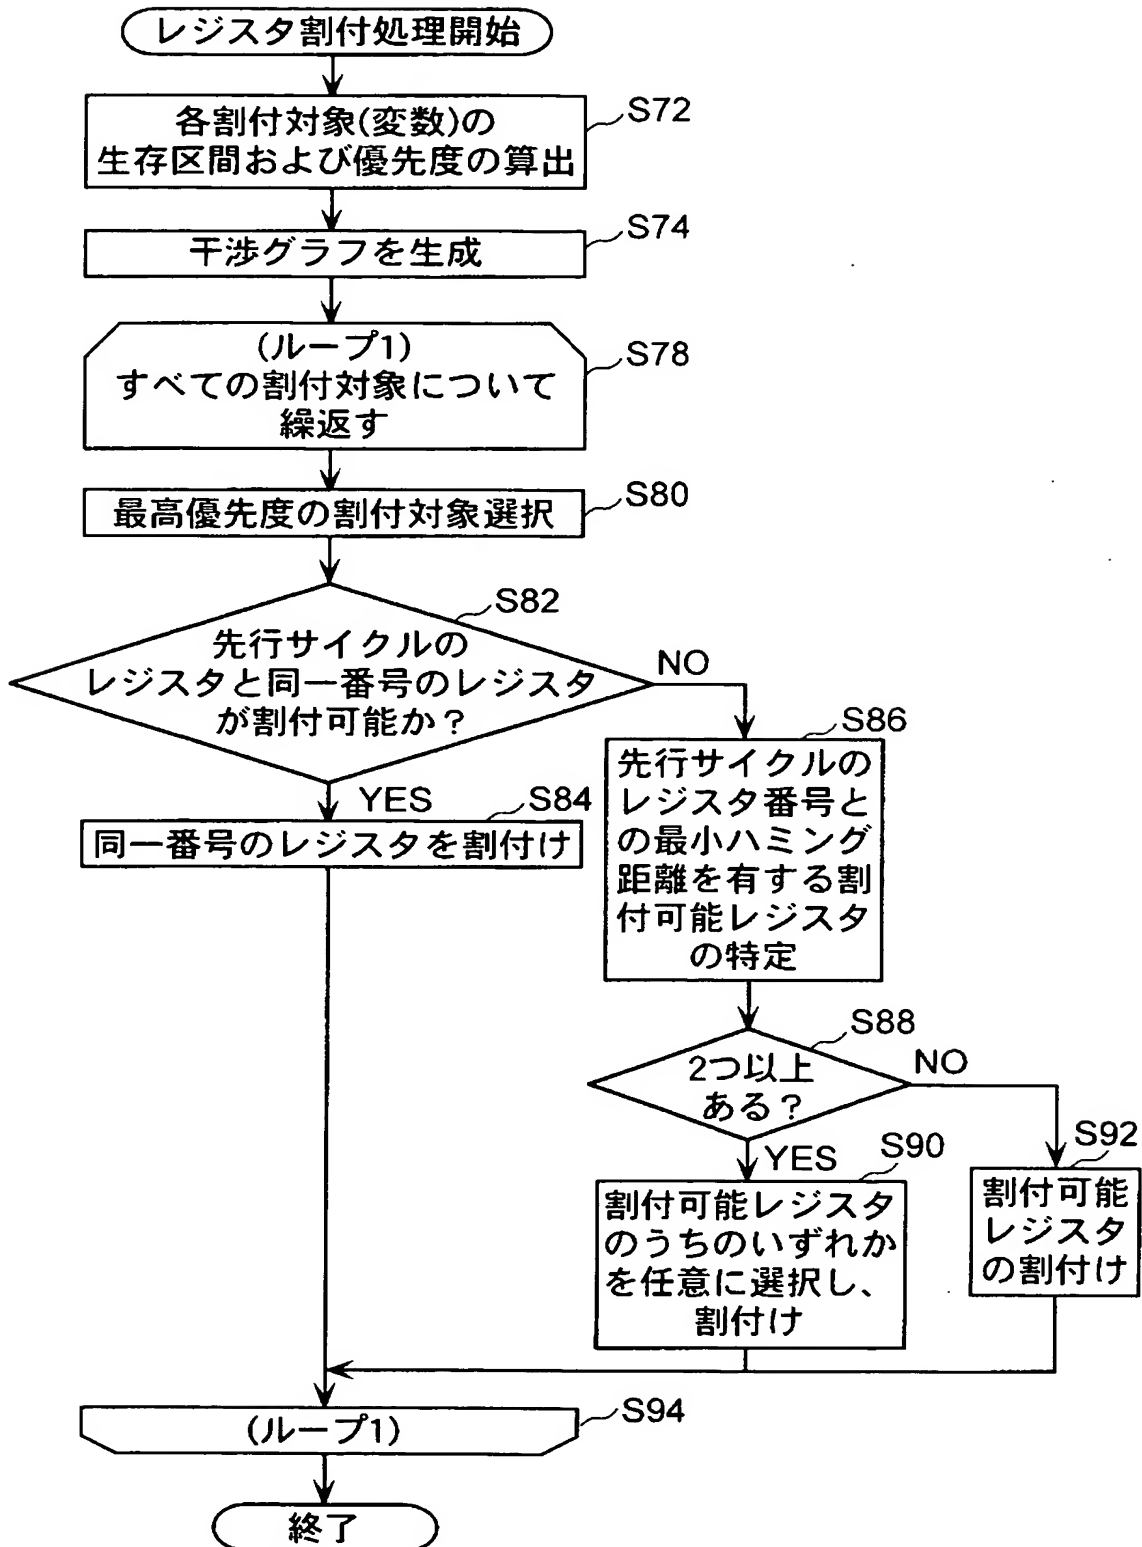 レジスタ割付処理開始
S72
各割付対象(変数)の
生存区間および優先度の算出
S74
干渉グラフを生成
(ループ1)
S78
すべての割付対象について
繰返す
S80
最高優先度の割付対象選択
S82
先行サイクルの
レジスタと同一番号のレジスタ
が割付可能か?
NO
YES
S84
同一番号のレジスタを割付け
S86
先行サイクルの
レジスタ番号と
の最小ハミング
距離を有する割
付可能レジスタ
の特定
S88
2つ以上
ある?
NO
YES
S90
割付可能レジスタ
のうちのいずれか
を任意に選択し、
割付け
S92
割付可能
レジスタ
の割付け
S94
(ループ1)
終了